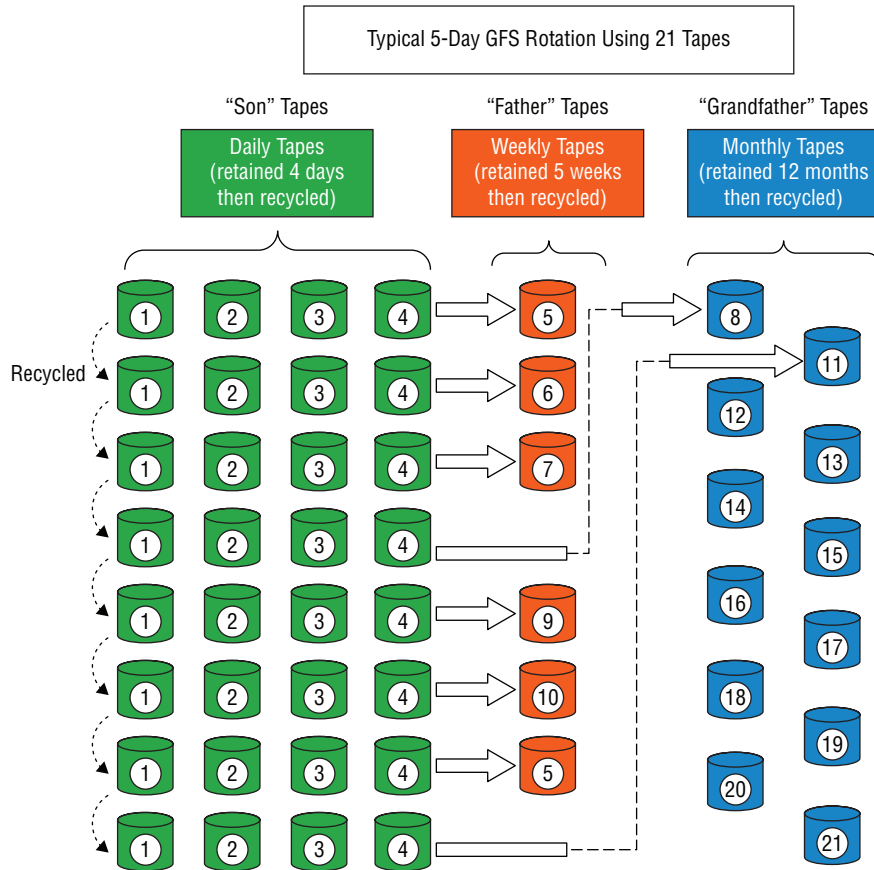 Typical 5-Day GFS Rotation Using 21 Tapes
“Son” Tapes
“Father” Tapes
“Grandfather” Tapes
Daily Tapes
(retained 4 days
then recycled)
Weekly Tapes
(retained 5 weeks
then recycled)
Monthly Tapes
(retained 12 months
then recycled)
1 2 3 4 5 8
11
Recycled
1 2 3 4 6
12
1 2 3 4 7
13
14
1 2 3 4
15
1 2 3 4 9
16
17
1 2 3 4 10
18
1 2 3 4 5
19
20
1 2 3 4
21